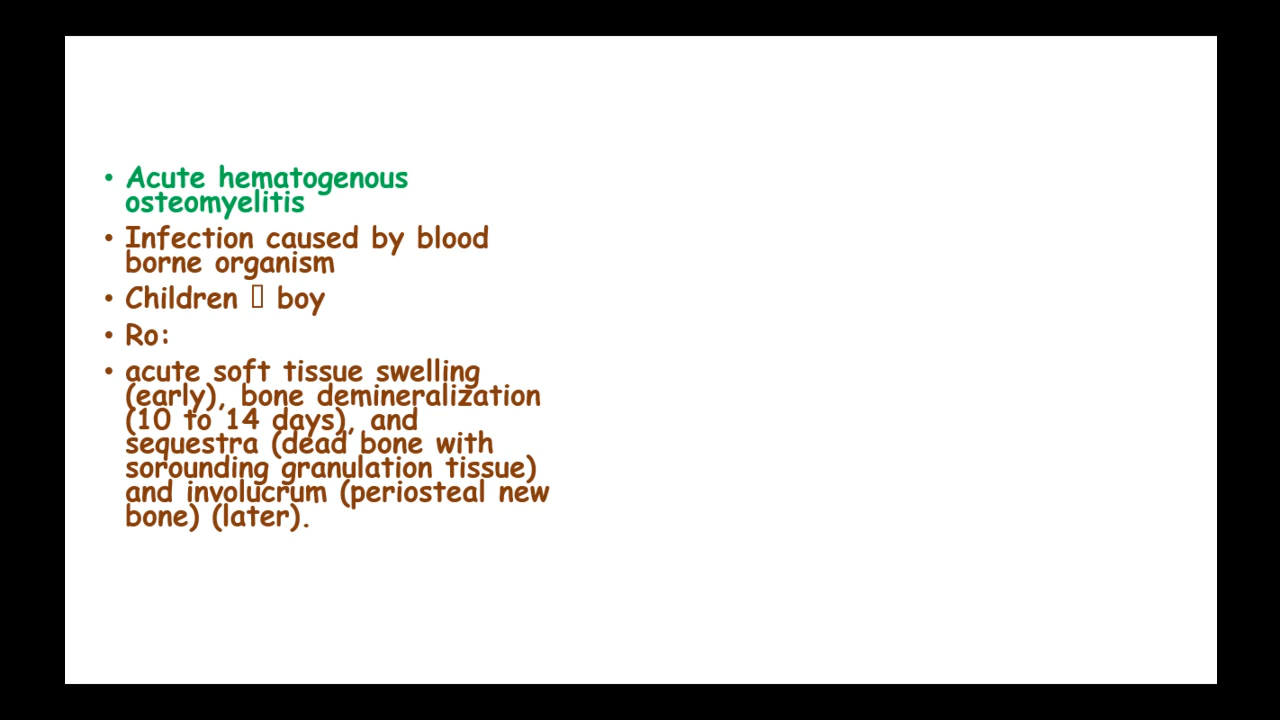 • Acute hematogenous
osteomyelitis
• Infection caused by blood
borne organism
• Children  boy
• Ro:
• acute soft tissue swelling
(early), bone demineralization
(10 to 14 days), and
sequestra (dead bone with
sorounding granulation tissue)
and involucrum (periosteal new
bone) (later).